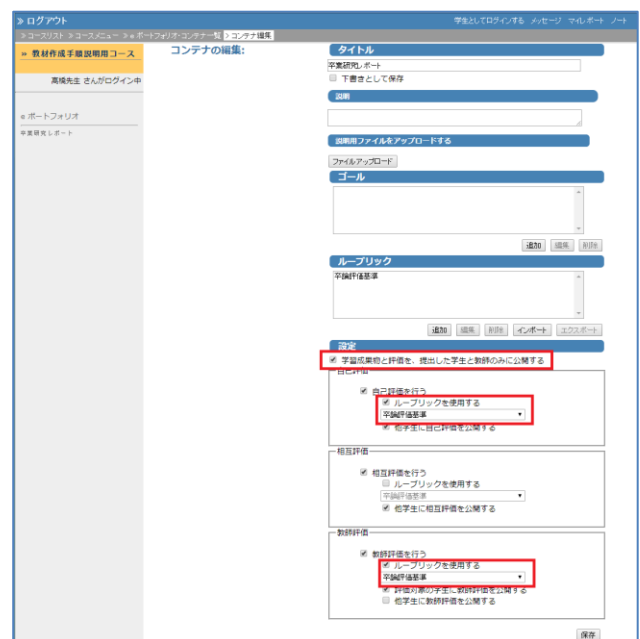 » ログアウト
学生としてログインする メッセージ マイレポート ノート
» コースリスト » コースメニュー » eポートフォリオ-コンテナ一覧 » コンテナ編集
» 教材作成手順説明用コース
高橋先生 さんがログイン中
eポートフォリオ
卒業研究レポート
コンテナの編集:
タイトル
卒業研究レポート
下書きとして保存
説明
説明用ファイルをアップロードする
ファイルアップロード
ゴール
追加 編集 削除
ルーブリック
卒論評価基準
追加 編集 削除 インポート エクスポート
設定
学習成果物と評価を、提出した学生と教師のみに公開する
自己評価
自己評価を行う
ルーブリックを使用する
卒論評価基準
他学生に自己評価を公開する
相互評価
相互評価を行う
ルーブリックを使用する
卒論評価基準
他学生に相互評価を公開する
教師評価
教師評価を行う
ルーブリックを使用する
卒論評価基準
評価対象の学生に教師評価を公開する
他学生に教師評価を公開する
保存